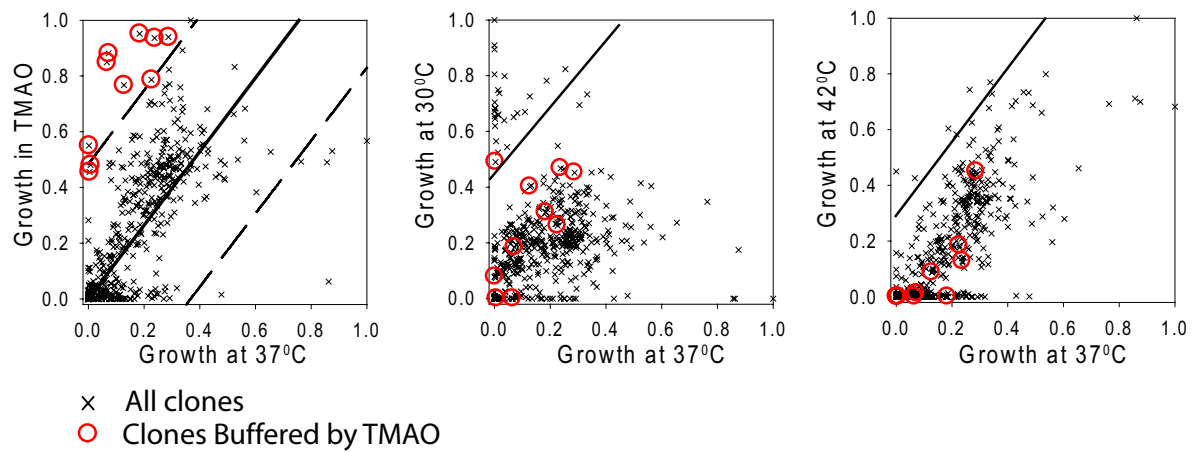 Growth in TMAO
1.0
0.8
0.6
0.4
0.2
0.0
0.0 0.2 0.4 0.6 0.8 1.0
Growth at 37⁰C
Growth at 30⁰C
1.0
0.8
0.6
0.4
0.2
0.0
0.0 0.2 0.4 0.6 0.8 1.0
Growth at 37⁰C
Growth at 42⁰C
1.0
0.8
0.6
0.4
0.2
0.0
0.0 0.2 0.4 0.6 0.8 1.0
Growth at 37⁰C
× All clones
Clones Buffered by TMAO